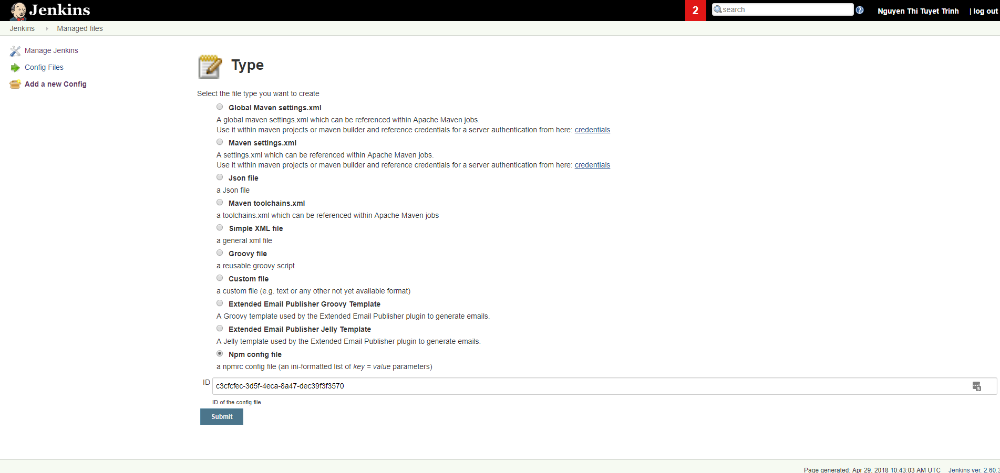 Jenkins
2
search
Nguyen Thi Tuyet Trinh | log out
Jenkins Managed files
Manage Jenkins
Config Files
Add a new Config
Type
Select the file type you want to create
Global Maven settings.xml
A global maven settings.xml which can be referenced within Apache Maven jobs.
Use it within maven projects or maven builder and reference credentials for a server authentication from here: credentials
Maven settings.xml
A settings.xml which can be referenced within Apache Maven jobs.
Use it within maven projects or maven builder and reference credentials for a server authentication from here: credentials
Json file
a Json file
Maven toolchains.xml
a toolchains.xml which can be referenced within Apache Maven jobs
Simple XML file
a general xml file
Groovy file
a reusable groovy script
Custom file
a custom file (e.g. text or any other not yet available format)
Extended Email Publisher Groovy Template
A Groovy template used by the Extended Email Publisher plugin to generate emails.
Extended Email Publisher Jelly Template
A Jelly template used by the Extended Email Publisher plugin to generate emails.
Npm config file
a npmrc config file (an ini-formatted list of key = value parameters)
ID c3cfcfec-3d5f-4eca-8a47-dec39f3f3570
ID of the config file
Submit
Page generated: Apr 29, 2018 10:43:03 AM UTC Jenkins ver. 2.60.3